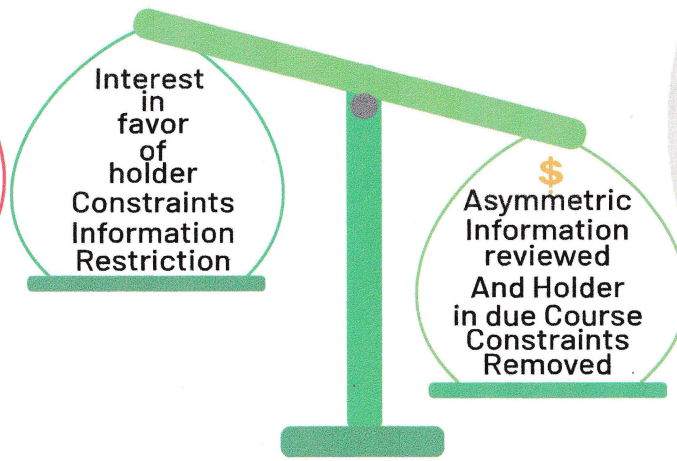 Interest
in
favor
of
holder
Constraints
Information
Restriction
$
Asymmetric
Information
reviewed
And Holder
in due Course
Constraints
Removed